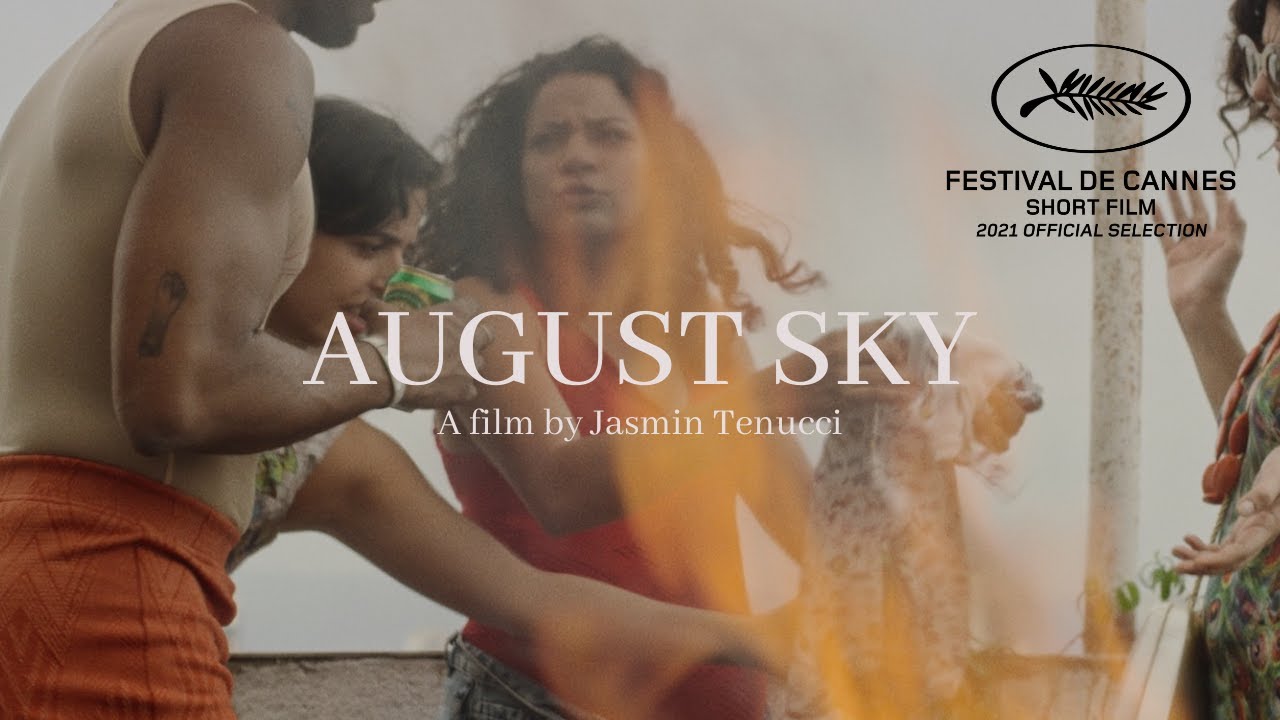 FESTIVAL DE CANNES
SHORT FILM
2021 OFFICIAL SELECTION
AUGUST SKY
A film by Jasmin Tenucci